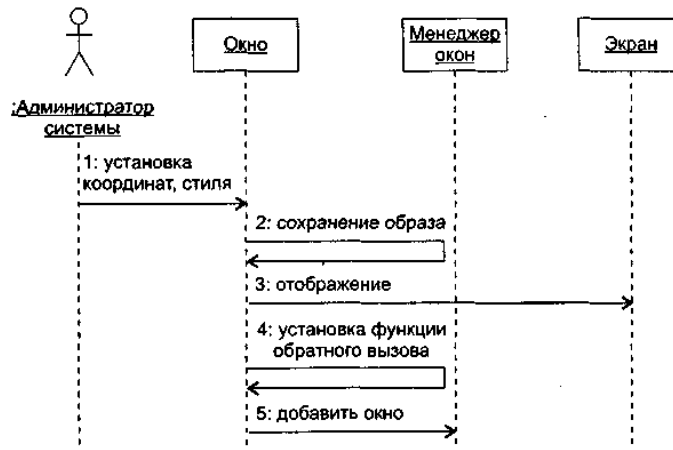 Окно
Менеджер
окон
Экран
:Администратор
системы
1: установка
координат, стиля
2: сохранение образа
3: отображение
4: установка функции
обратного вызова
5: добавить окно